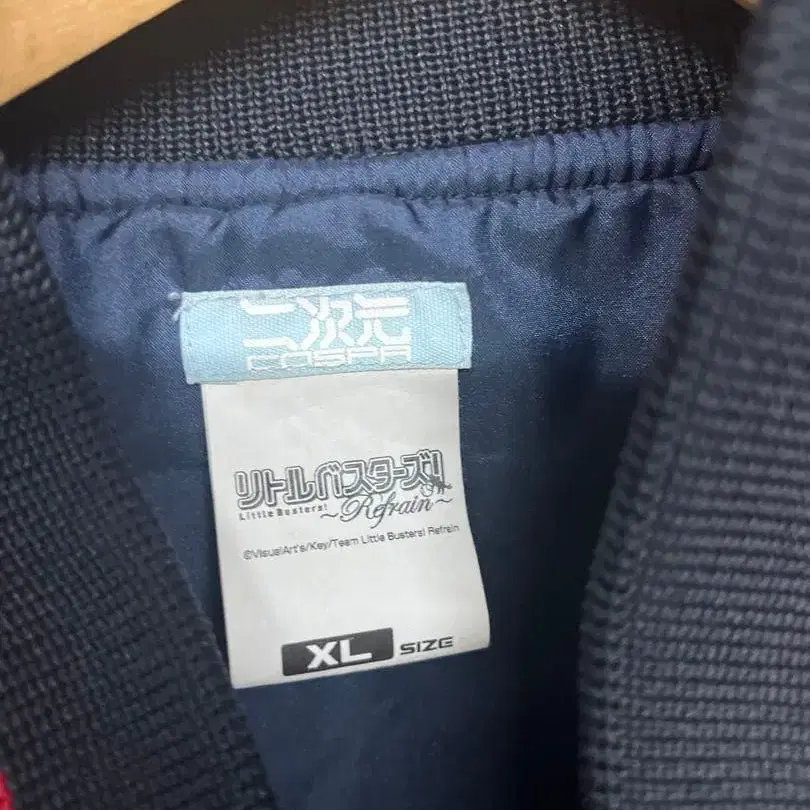 二次元
COSPA
リトルバスターズ!
Little Busters!
~Refrain~
©VisualArt's/Key/Team Little Busters! Refrain
XL SIZE